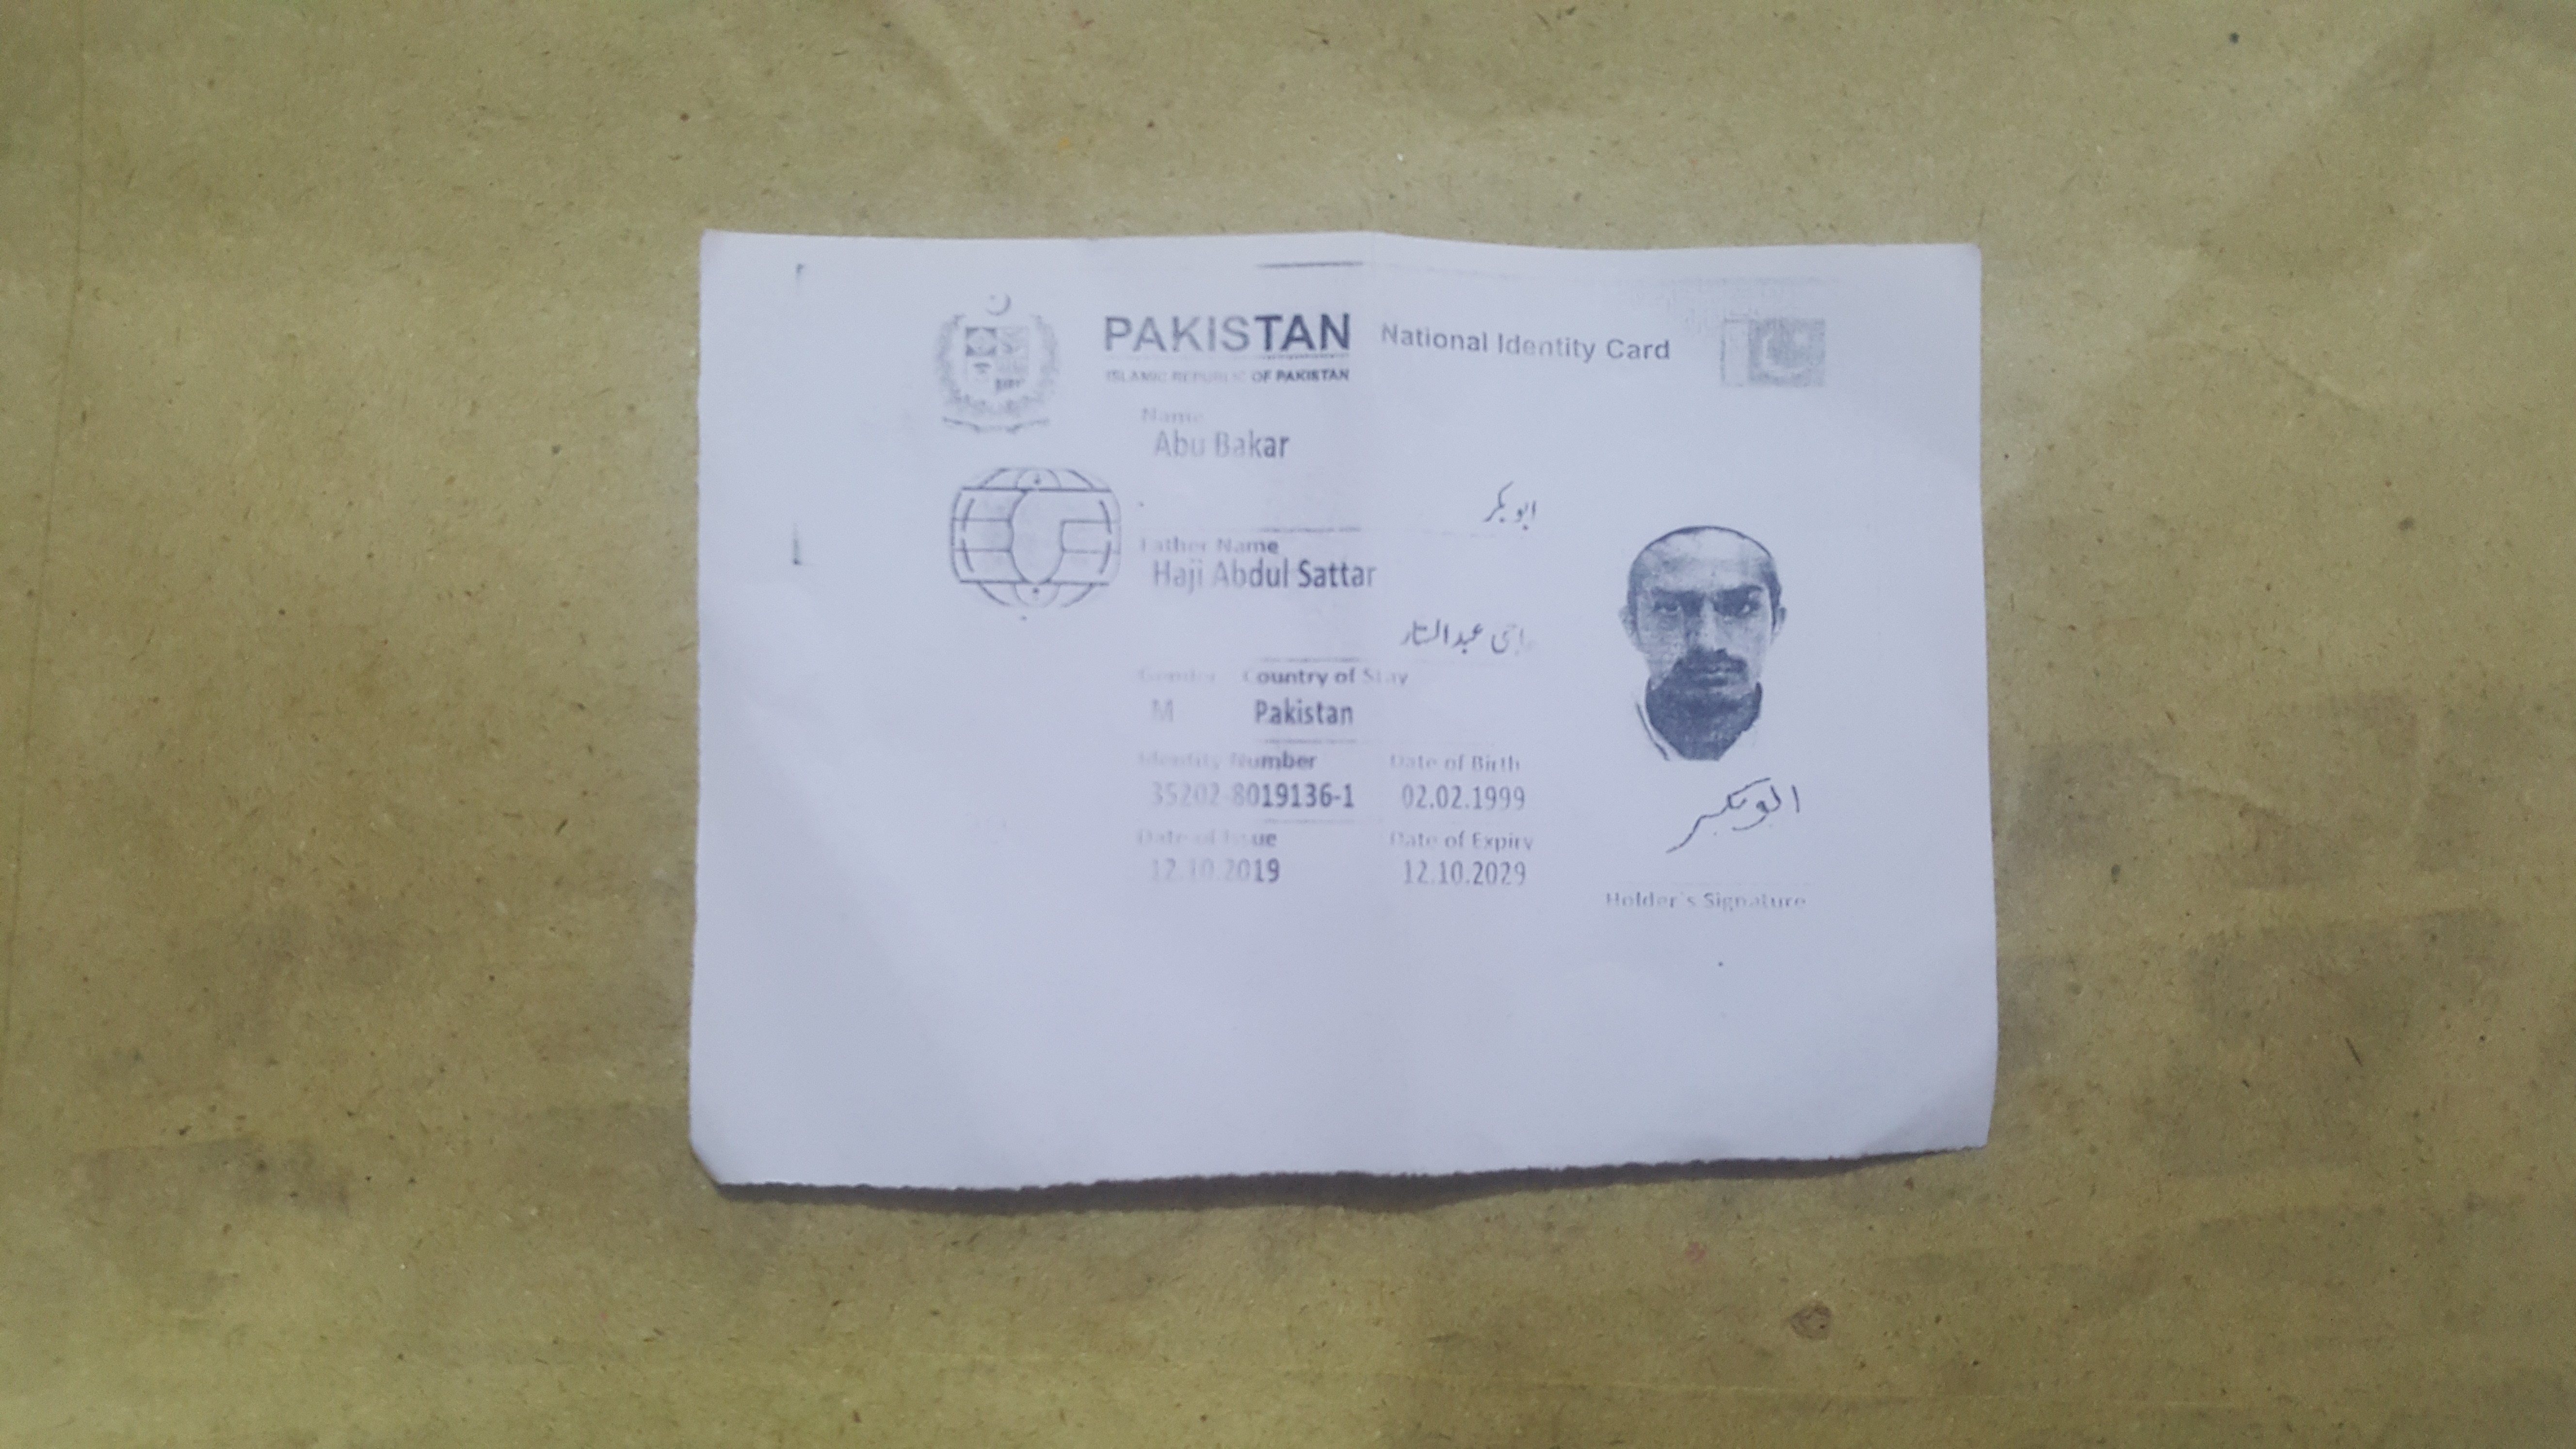 PAKISTAN National Identity Card
ISLAMIC REPUBLIC OF PAKISTAN
Name
Abu Bakar
ابو بکر
Father Name
Haji Abdul Sattar
عبدالستار
Gender Country of Stay
M Pakistan
Identity Number Date of Birth
35202-8019136-1 02.02.1999
Date of Issue Date of Expiry
12.10.2019 12.10.2029
ابوبکر
Holder's Signature